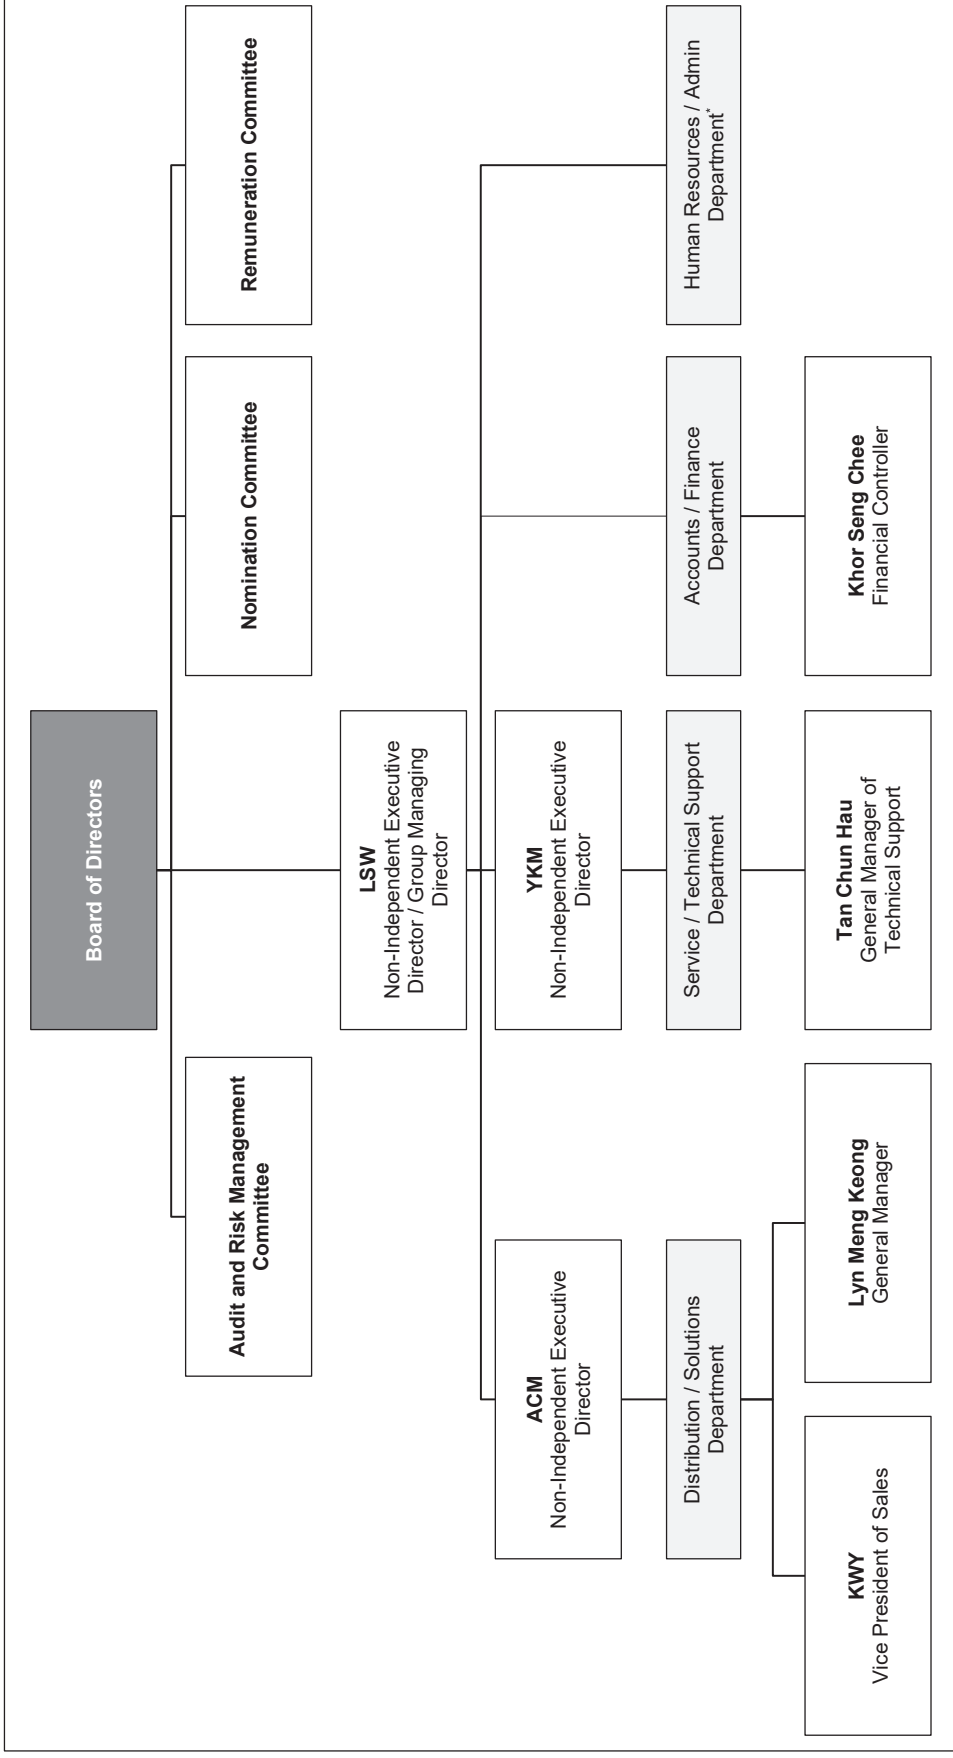 Board of Directors
Audit and Risk Management
Committee
Nomination Committee
Remuneration Committee
LSW
Non-Independent Executive
Director / Group Managing
Director
ACM
Non-Independent Executive
Director
YKM
Non-Independent Executive
Director
Distribution / Solutions
Department
Service / Technical Support
Department
Accounts / Finance
Department
Human Resources / Admin
Department*
KWY
Vice President of Sales
Lyn Meng Keong
General Manager
Tan Chun Hau
General Manager of
Technical Support
Khor Seng Chee
Financial Controller